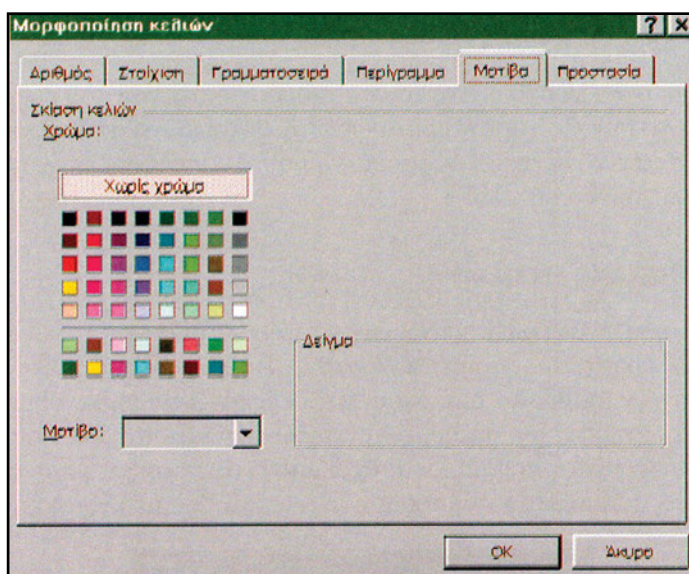 Μορφοποίηση κελιών
Αριθμός Στοίχιση Γραμματοσειρά Περίγραμμα Μοτίβα Προστασία
Σκίαση κελιών
Χρώμα:
Χωρίς χρώμα
Δείγμα
Μοτίβο:
OK Άκυρο